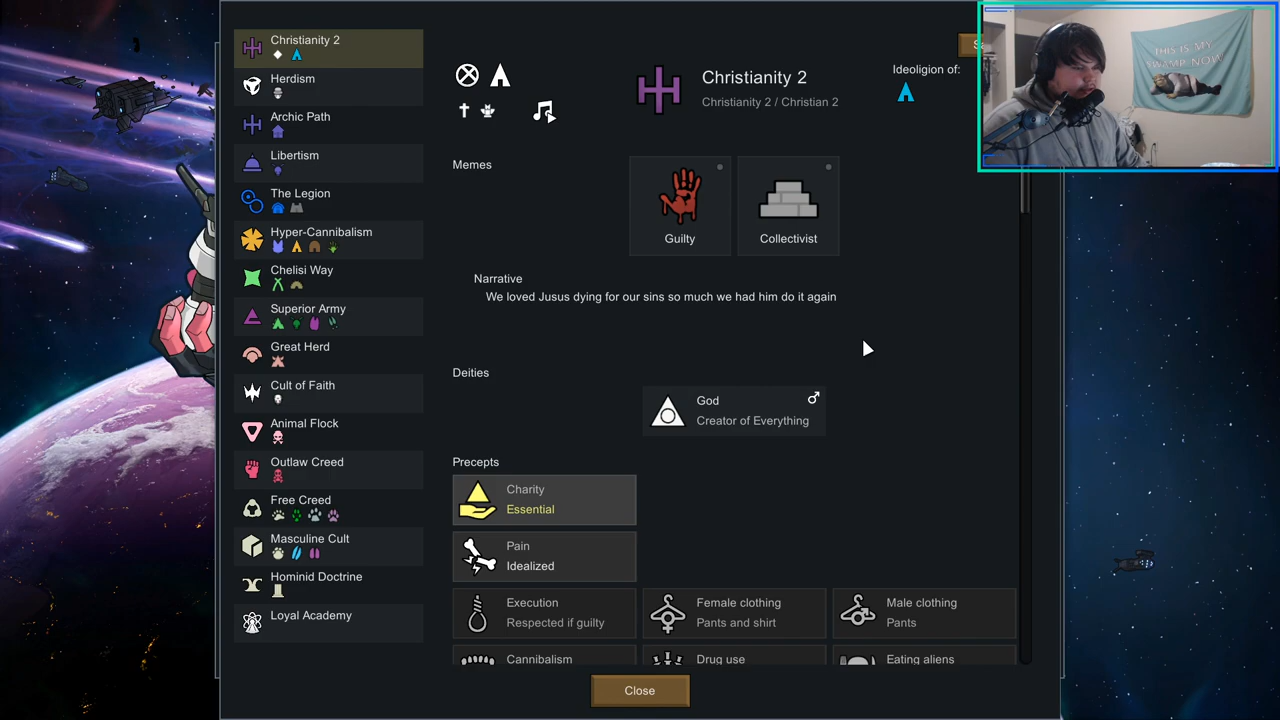 Christianity 2
Herdism
Archic Path
Libertism
The Legion
Hyper-Cannibalism
Chelisi Way
Superior Army
Great Herd
Cult of Faith
Animal Flock
Outlaw Creed
Free Creed
Masculine Cult
Hominid Doctrine
Loyal Academy
Christianity 2
Christianity 2 / Christian 2
Ideoligion of:
Memes
Guilty
Collectivist
Narrative
We loved Jusus dying for our sins so much we had him do it again
Deities
God
Creator of Everything
Precepts
Charity
Essential
Pain
Idealized
Execution
Respected if guilty
Female clothing
Pants and shirt
Male clothing
Pants
Cannibalism
Drug use
Eating aliens
Close
THIS IS MY
SWAMP NOW